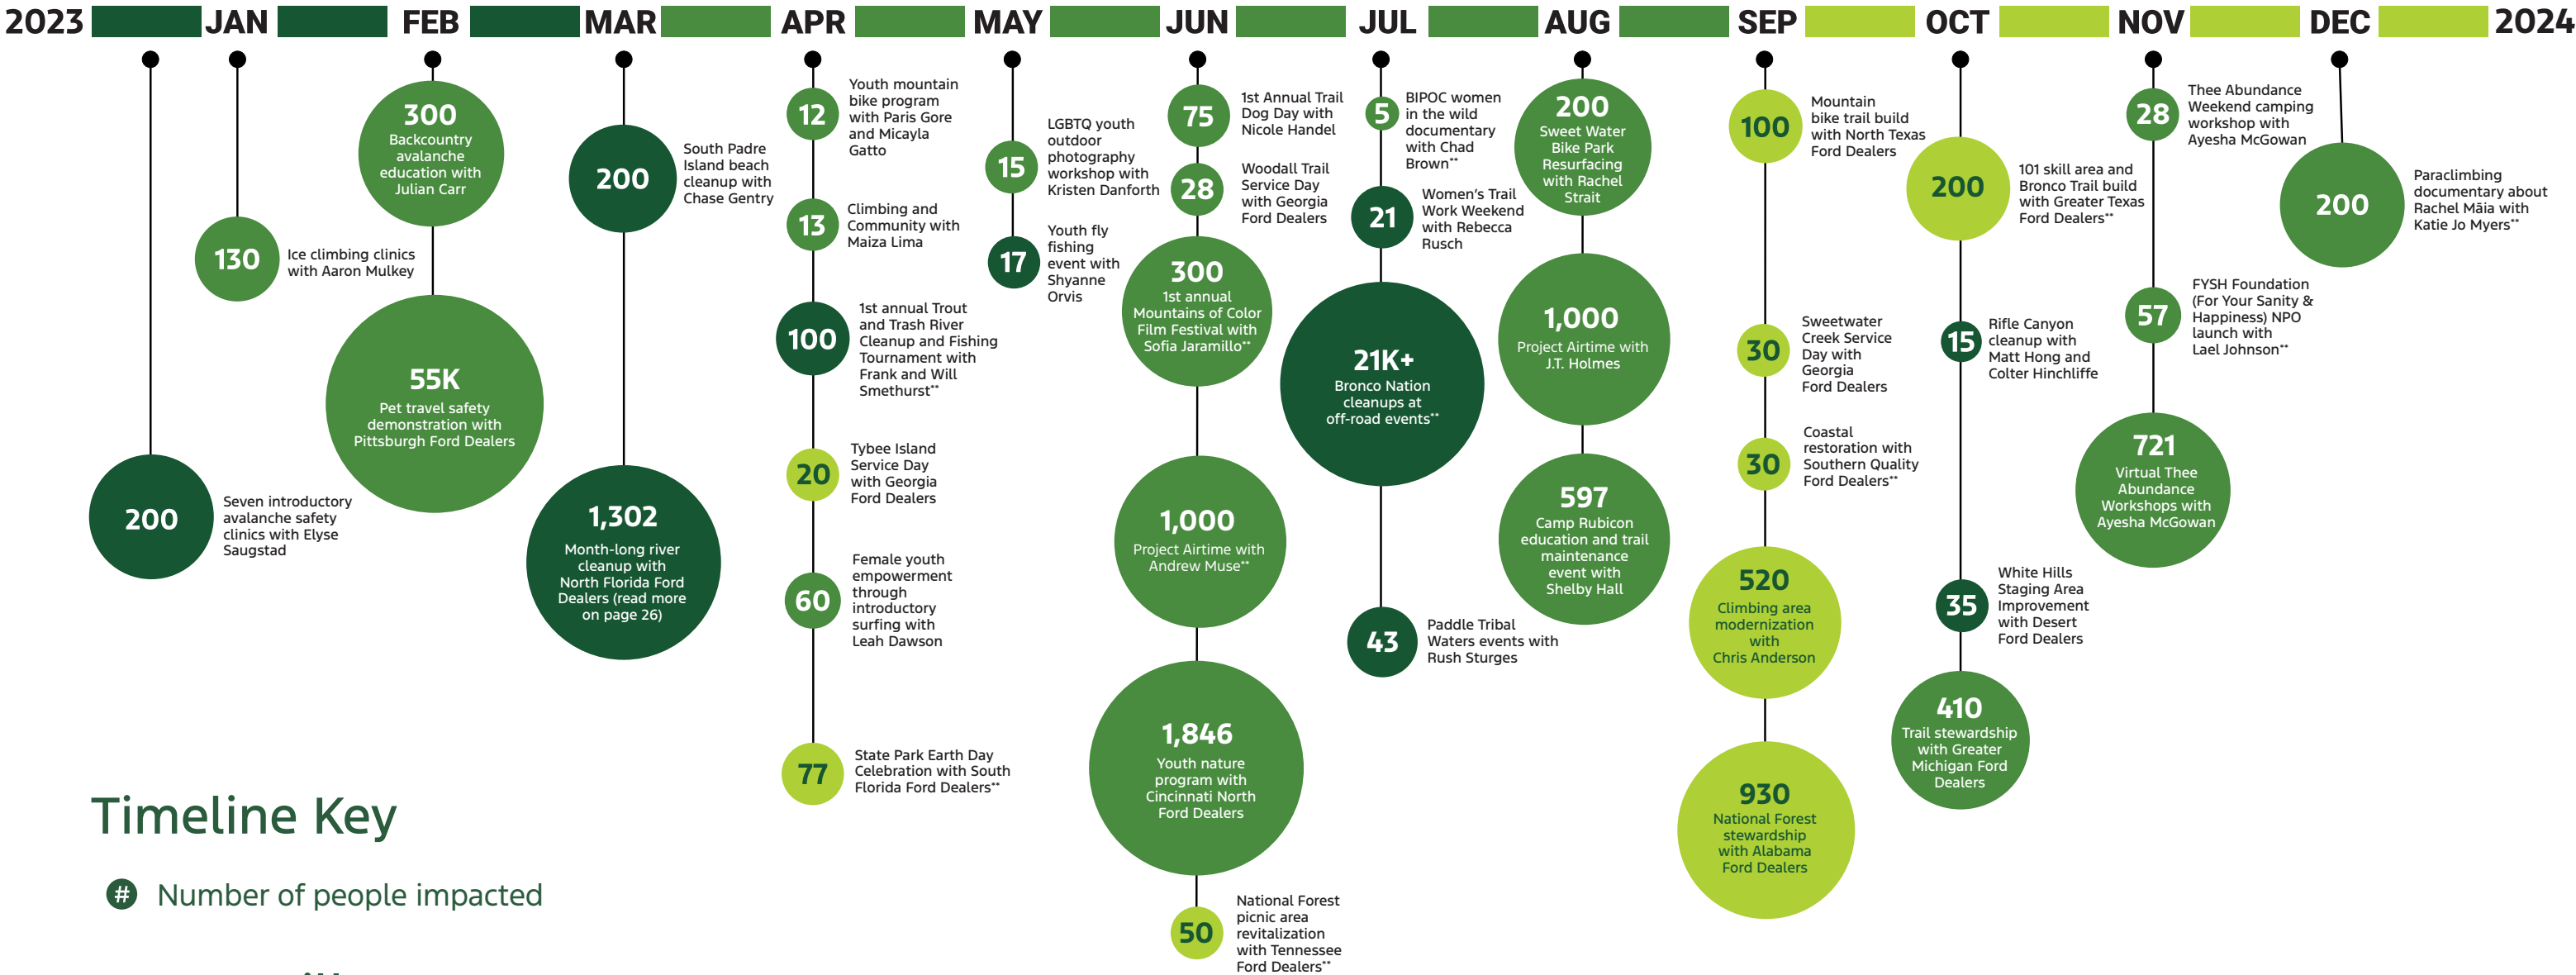 2023 JAN FEB MAR APR MAY JUN JUL AUG SEP OCT NOV DEC 2024
200
Seven introductory
avalanche safety
clinics with Elyse
Saugstad
130
Ice climbing clinics
with Aaron Mulkey
300
Backcountry
avalanche
education with
Julian Carr
55K
Pet travel safety
demonstration with
Pittsburgh Ford Dealers
200
South Padre
Island beach
cleanup with
Chase Gentry
1,302
Month-long river
cleanup with
North Florida Ford
Dealers (read more
on page 26)
12
Youth mountain
bike program
with Paris Gore
and Micayla
Gatto
13
Climbing and
Community with
Maiza Lima
100
1st annual Trout
and Trash River
Cleanup and Fishing
Tournament with
Frank and Will
Smethurst**
20
Tybee Island
Service Day
with Georgia
Ford Dealers
60
Female youth
empowerment
through
introductory
surfing with
Leah Dawson
77
State Park Earth Day
Celebration with South
Florida Ford Dealers**
15
LGBTQ youth
outdoor
photography
workshop with
Kristen Danforth
17
Youth fly
fishing
event with
Shyanne
Orvis
75
1st Annual Trail
Dog Day with
Nicole Handel
28
Woodall Trail
Service Day
with Georgia
Ford Dealers
300
1st annual
Mountains of Color
Film Festival with
Sofia Jaramillo**
1,000
Project Airtime with
Andrew Muse**
1,846
Youth nature
program with
Cincinnati North
Ford Dealers
50
National Forest
picnic area
revitalization
with Tennessee
Ford Dealers**
5
BIPOC women
in the wild
documentary
with Chad
Brown**
21
Women's Trail
Work Weekend
with Rebecca
Rusch
21K+
Bronco Nation
cleanups at
off-road events**
43
Paddle Tribal
Waters events with
Rush Sturges
200
Sweet Water
Bike Park
Resurfacing
with Rachel
Strait
1,000
Project Airtime with
J.T. Holmes
597
Camp Rubicon
education and trail
maintenance
event with
Shelby Hall
100
Mountain
bike trail build
with North Texas
Ford Dealers
30
Sweetwater
Creek Service
Day with
Georgia
Ford Dealers
30
Coastal
restoration with
Southern Quality
Ford Dealers**
520
Climbing area
modernization
with
Chris Anderson
930
National Forest
stewardship
with Alabama
Ford Dealers
200
101 skill area and
Bronco Trail build
with Greater Texas
Ford Dealers**
15
Rifle Canyon
cleanup with
Matt Hong and
Colter Hinchliffe
35
White Hills
Staging Area
Improvement
with Desert
Ford Dealers
410
Trail stewardship
with Greater
Michigan Ford
Dealers
28
Thee Abundance
Weekend camping
workshop with
Ayesha McGowan
57
FYSH Foundation
(For Your Sanity &
Happiness) NPO
launch with
Lael Johnson**
721
Virtual Thee
Abundance
Workshops with
Ayesha McGowan
200
Paraclimbing
documentary about
Rachel Māia with
Katie Jo Myers**
Timeline Key
# Number of people impacted